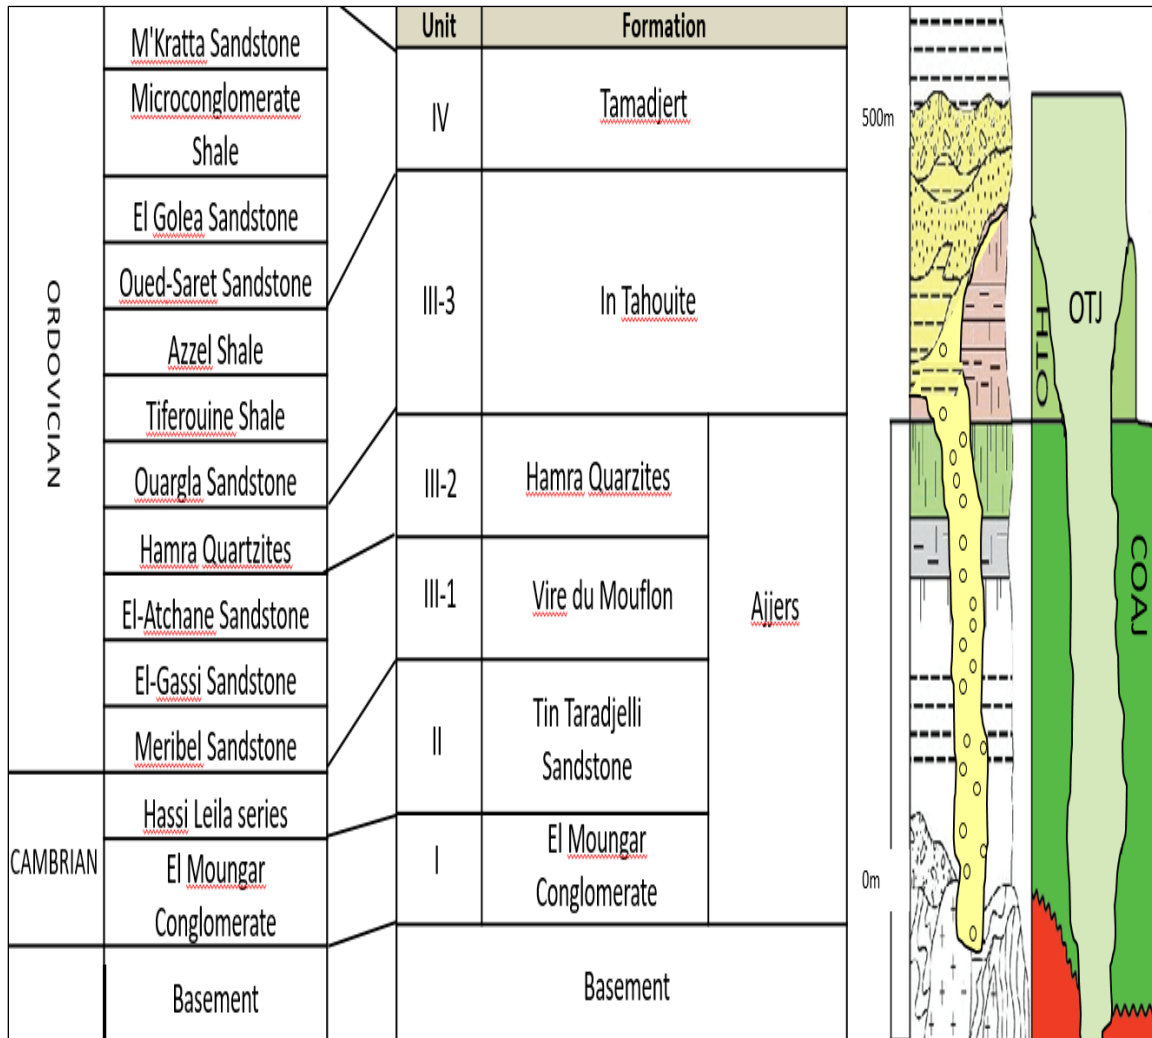 ORDOVICIAN
M'Kratta Sandstone
Microconglomerate
Shale
El Golea Sandstone
Oued-Saret Sandstone
Azzel Shale
Tiferouine Shale
Ouargla Sandstone
Hamra Quartzites
El-Atchane Sandstone
El-Gassi Sandstone
Meribel Sandstone
CAMBRIAN
Hassi Leila series
El Moungar
Conglomerate
Basement
Unit
Formation
IV
Tamadjert
III-3
In Tahouite
III-2
Hamra Quarzites
III-1
Vire du Mouflon
II
Tin Taradjelli
Sandstone
I
El Moungar
Conglomerate
Ajjers
Basement
500m
0m
OTH
OTJ
COAJ